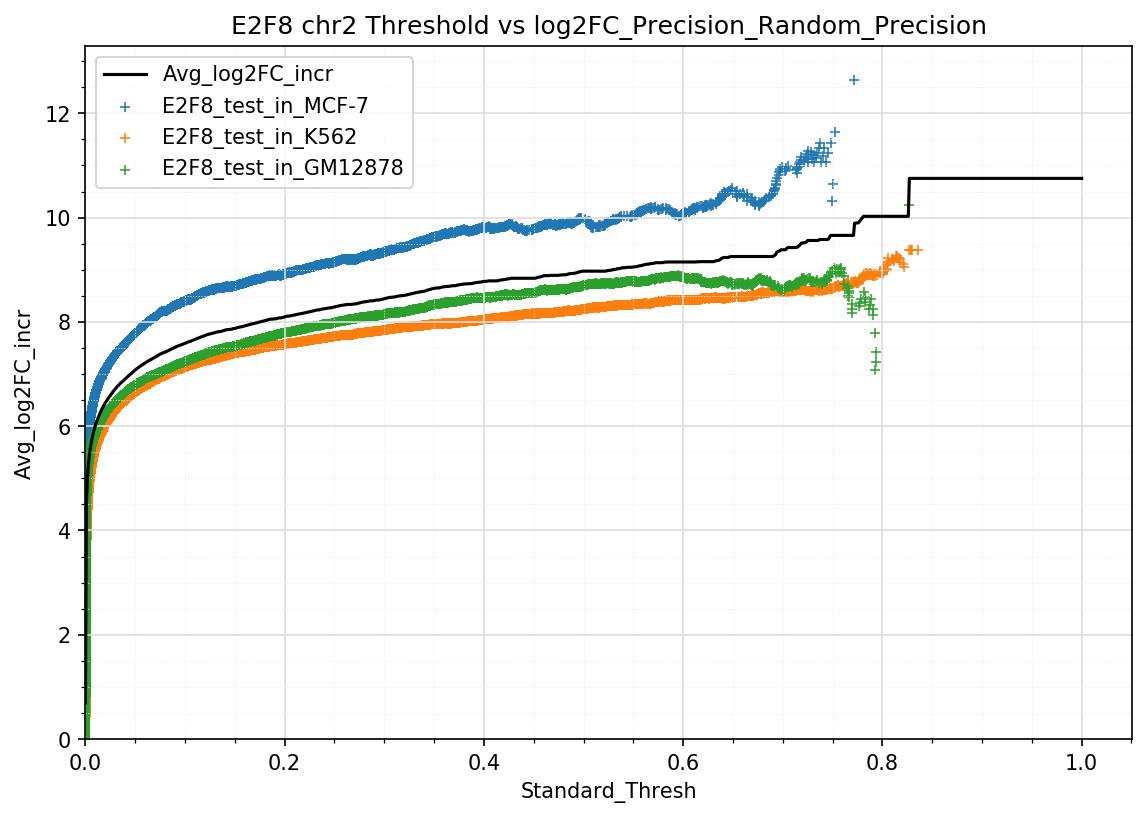 E2F8 chr2 Threshold vs log2FC_Precision_Random_Precision
Avg_log2FC_incr
E2F8_test_in_MCF-7
E2F8_test_in_K562
E2F8_test_in_GM12878
Avg_log2FC_incr
12
10
8
6
4
2
0
0.0 0.2 0.4 0.6 0.8 1.0
Standard_Thresh